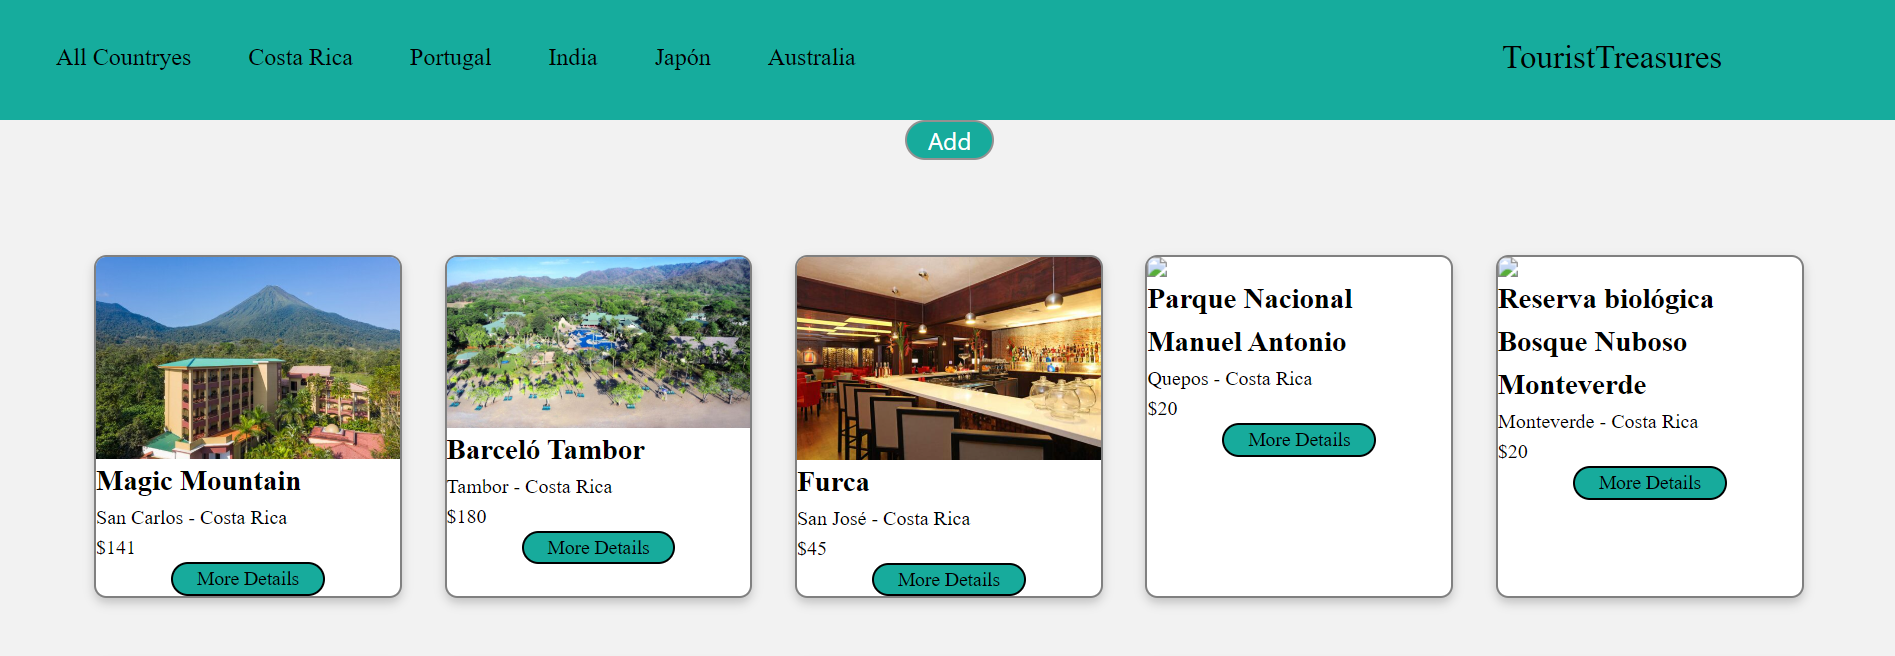 All Countryes
Costa Rica
Portugal
India
Japón
Australia
TouristTreasures
Add
Magic Mountain
San Carlos - Costa Rica
$141
More Details
Barceló Tambor
Tambor - Costa Rica
$180
More Details
Furca
San José - Costa Rica
$45
More Details
Parque Nacional
Manuel Antonio
Quepos - Costa Rica
$20
More Details
Reserva biológica
Bosque Nuboso
Monteverde
Monteverde - Costa Rica
$20
More Details